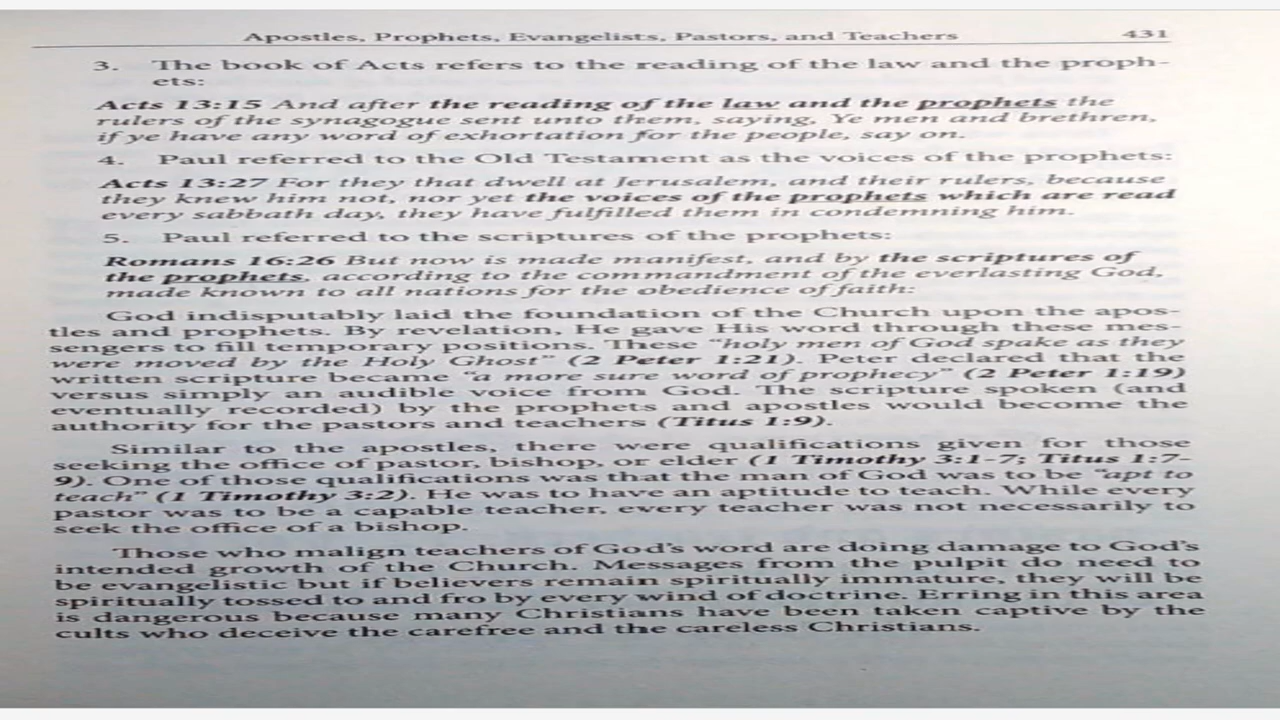 Apostles, Prophets, Evangelists, Pastors, and Teachers 431
3. The book of Acts refers to the reading of the law and the proph-
ets:
Acts 13:15 And after the reading of the law and the prophets the
rulers of the synagogue sent unto them, saying, Ye men and brethren,
if ye have any word of exhortation for the people, say on.
4. Paul referred to the Old Testament as the voices of the prophets:
Acts 13:27 For they that dwell at Jerusalem, and their rulers, because
they knew him not, nor yet the voices of the prophets which are read
every sabbath day, they have fulfilled them in condemning him.
5. Paul referred to the scriptures of the prophets:
Romans 16:26 But now is made manifest, and by the scriptures of
the prophets, according to the commandment of the everlasting God,
made known to all nations for the obedience of faith:
God indisputably laid the foundation of the Church upon the apos-
tles and prophets. By revelation, He gave His word through these mes-
sengers to fill temporary positions. These “holy men of God spake as they
were moved by the Holy Ghost” (2 Peter 1:21). Peter declared that the
written scripture became “a more sure word of prophecy” (2 Peter 1:19)
versus simply an audible voice from God. The scripture spoken (and
eventually recorded) by the prophets and apostles would become the
authority for the pastors and teachers (Titus 1:9).
Similar to the apostles, there were qualifications given for those
seeking the office of pastor, bishop, or elder (1 Timothy 3:1-7; Titus 1:7-
9). One of those qualifications was that the man of God was to be “apt to
teach” (1 Timothy 3:2). He was to have an aptitude to teach. While every
pastor was to be a capable teacher, every teacher was not necessarily to
seek the office of a bishop.
Those who malign teachers of God’s word are doing damage to God’s
intended growth of the Church. Messages from the pulpit do need to
be evangelistic but if believers remain spiritually immature, they will be
spiritually tossed to and fro by every wind of doctrine. Erring in this area
is dangerous because many Christians have been taken captive by the
cults who deceive the carefree and the careless Christians.